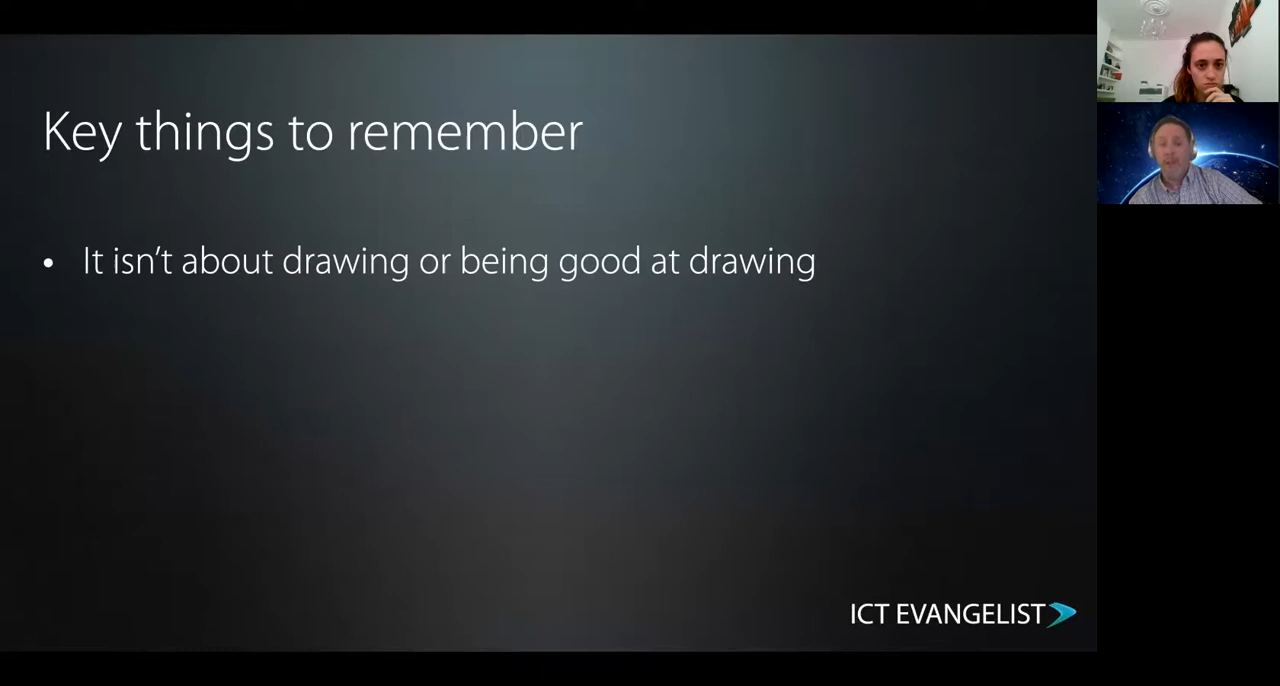 Key things to remember
• It isn’t about drawing or being good at drawing
ICT EVANGELIST